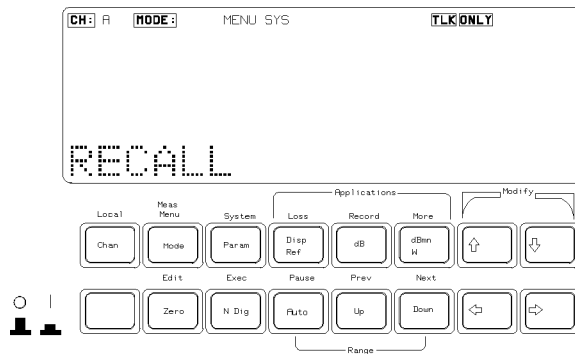 CH: A MODE: MENU SYS TLK ONLY
RECALL
Applications Modify
Local Meas Menu System Loss Record More
Chan Mode Param Disp Ref dB dBmn W
Edit Exec Pause Prev Next
Zero N Dig Auto Up Down
Range